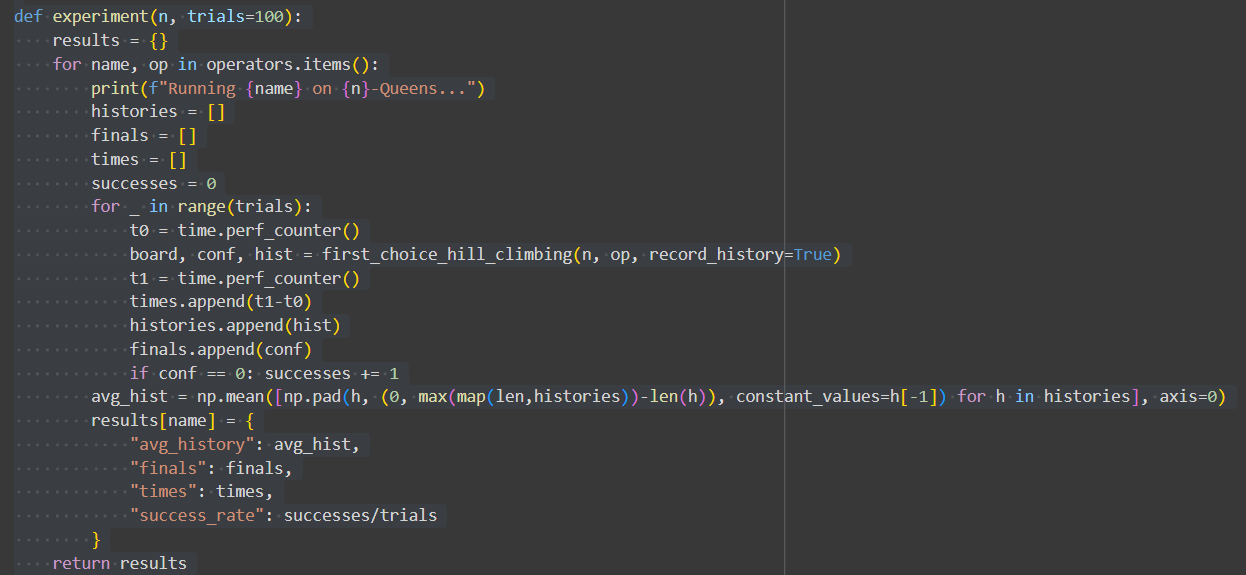 def experiment(n, trials=100):
    results = {}
    for name, op in operators.items():
        print(f"Running {name} on {n}-Queens...")
        histories = []
        finals = []
        times = []
        successes = 0
        for _ in range(trials):
            t0 = time.perf_counter()
            board, conf, hist = first_choice_hill_climbing(n, op, record_history=True)
            t1 = time.perf_counter()
            times.append(t1-t0)
            histories.append(hist)
            finals.append(conf)
            if conf == 0: successes += 1
        avg_hist = np.mean([np.pad(h, (0, max(map(len,histories))-len(h)), constant_values=h[-1]) for h in histories], axis=0)
        results[name] = {
            "avg_history": avg_hist,
            "finals": finals,
            "times": times,
            "success_rate": successes/trials
        }
    return results